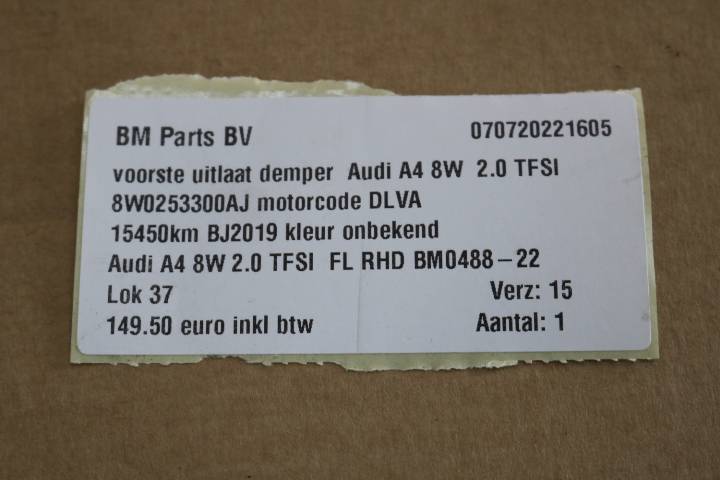 BM Parts BV 070720221605
voorste uitlaat demper Audi A4 8W 2.0 TFSI
8W0253300AJ motorcode DLVA
15450km BJ2019 kleur onbekend
Audi A4 8W 2.0 TFSI FL RHD BM0488-22
Lok 37 Verz: 15
149.50 euro inkl btw Aantal: 1